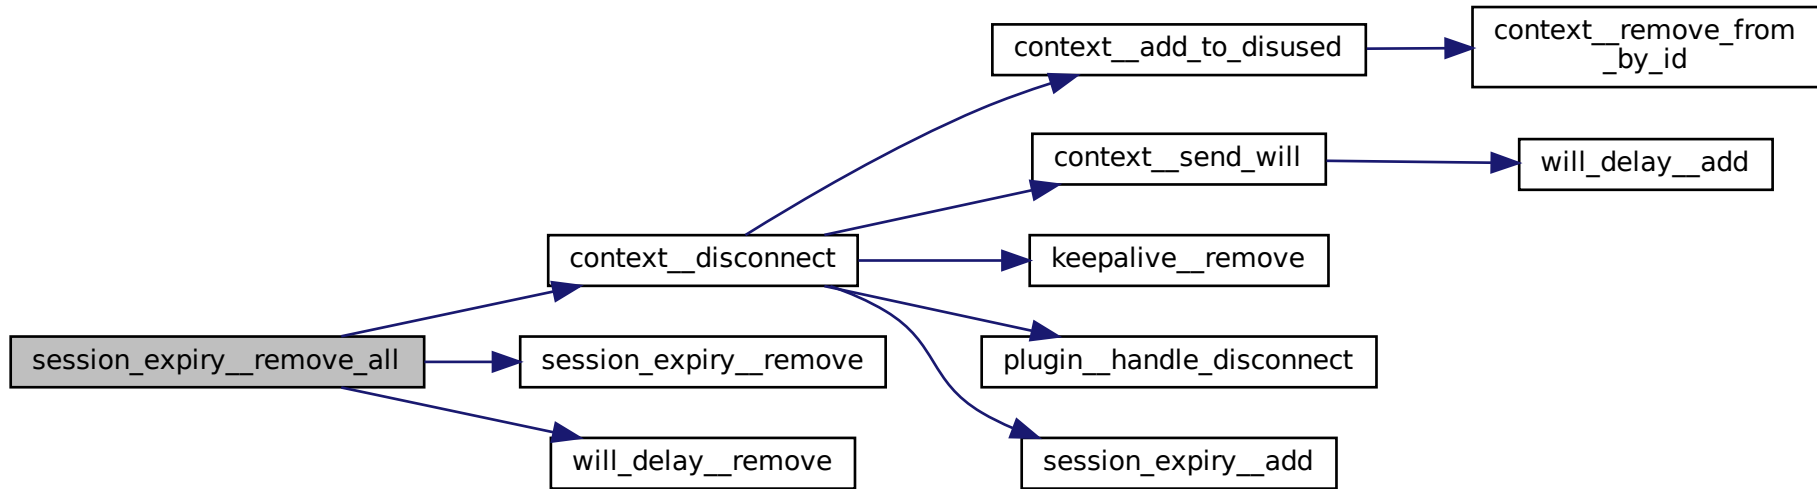 context__add_to_disused
context__remove_from
_by_id
context__send_will
will_delay__add
context__disconnect
keepalive__remove
session_expiry__remove_all
session_expiry__remove
plugin__handle_disconnect
will_delay__remove
session_expiry__add